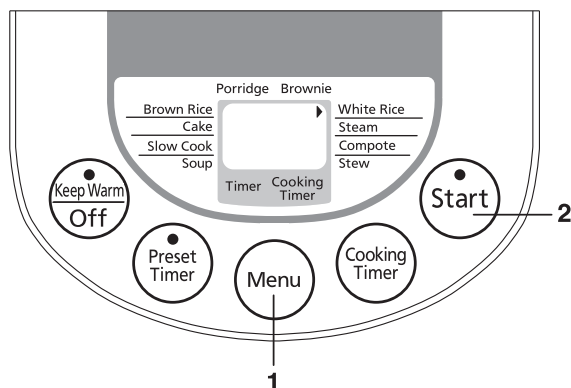 Porridge Brownie
Brown Rice
White Rice
Cake
Steam
Slow Cook
Compote
Soup
Stew
Timer
Cooking
Timer
Keep Warm
Off
Start
2
Preset
Timer
Menu
Cooking
Timer
1